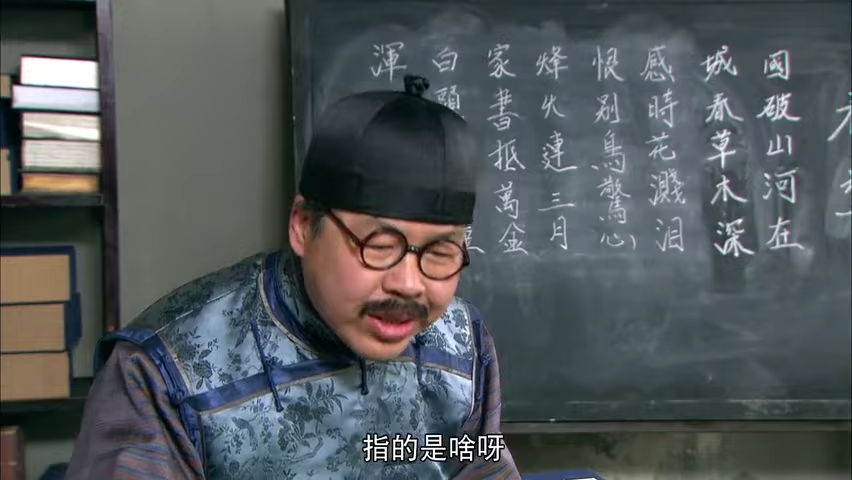 國破山河在
城春草木深
感時花濺泪
恨别鳥驚心
烽火連三月
家書抵萬金
白頭
渾
指的是啥呀